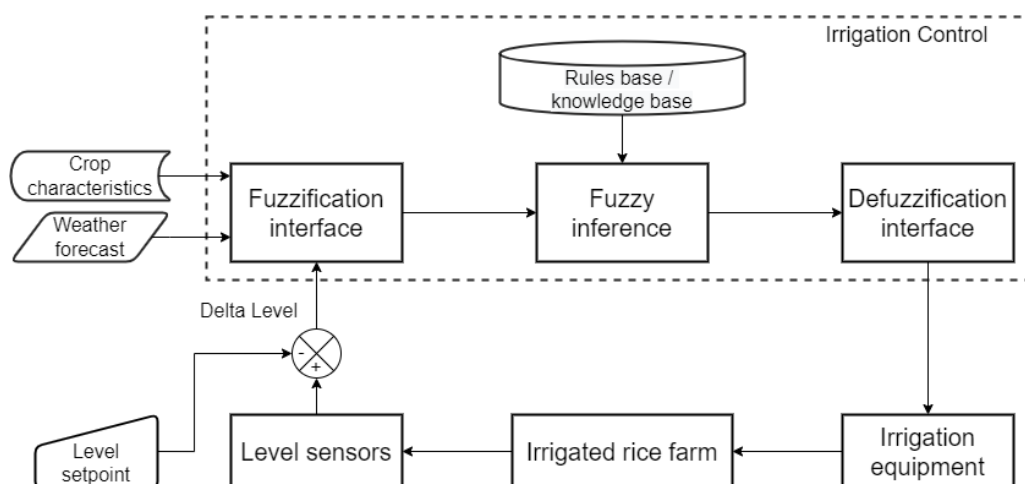 Irrigation Control
Rules base /
knowledge base
Crop
characteristics
Weather
forecast
Fuzzification
interface
Fuzzy
inference
Defuzzification
interface
Delta Level
-
+
Level
setpoint
Level sensors
Irrigated rice farm
Irrigation
equipment